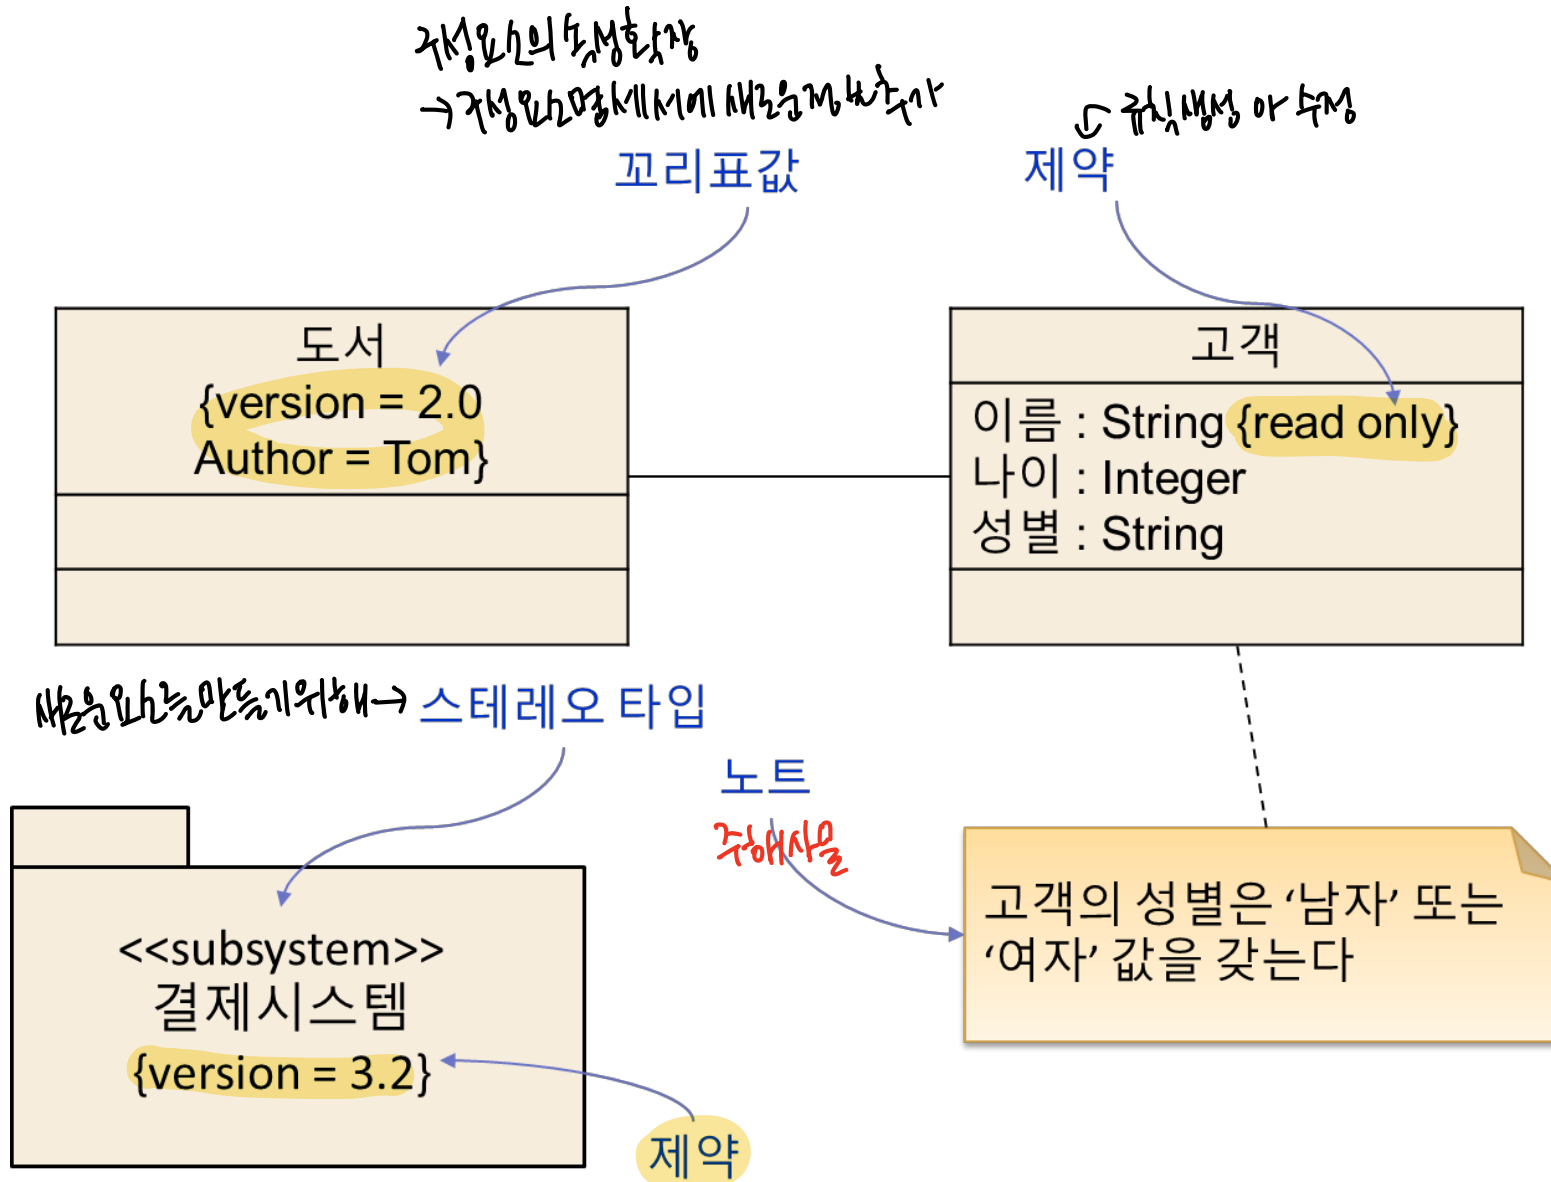 구성요소의 속성확장
→ 구성요소명세서에 새로운정보추가
규칙생성 or 수정
꼬리표값
제약
도서
{version = 2.0
Author = Tom}
고객
이름 : String {read only}
나이 : Integer
성별 : String
새로운요소를만들기위해→ 스테레오 타입
노트
주해사물
<<subsystem>>
결제시스템
{version = 3.2}
제약
고객의 성별은 ‘남자’ 또는
‘여자’ 값을 갖는다